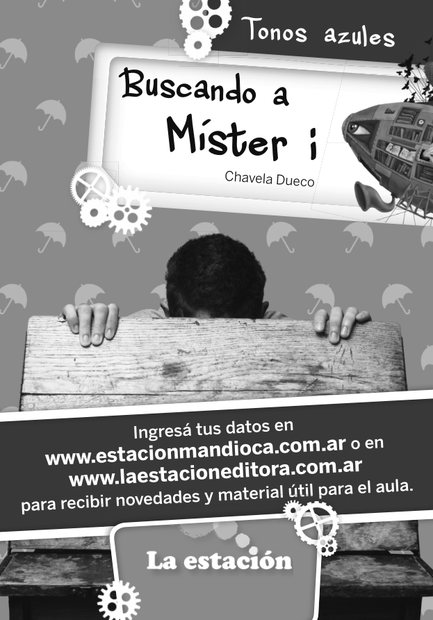 Tonos azules
Buscando a
Míster i
Chavela Dueco
Ingresá tus datos en
www.estacionmandioca.com.ar o en
www.laestacioneditora.com.ar
para recibir novedades y material útil para el aula.
La estación